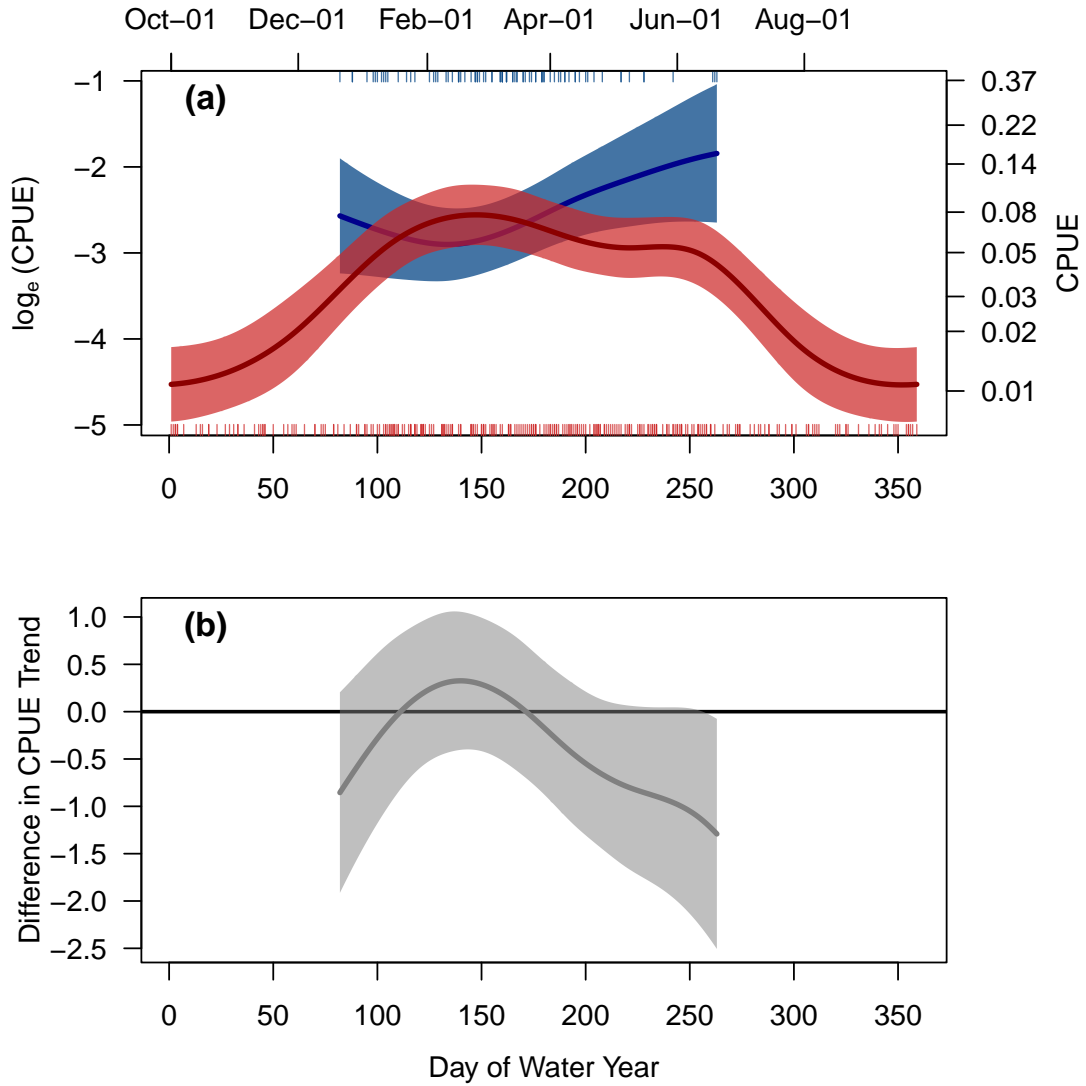 Oct−01 Dec−01 Feb−01 Apr−01 Jun−01 Aug−01
(a)
−1
−2
−3
−4
−5
logₑ (CPUE)
0.37
0.22
0.14
0.08
0.05
0.03
0.02
0.01
CPUE
0 50 100 150 200 250 300 350
(b)
1.0
0.5
0.0
−0.5
−1.0
−1.5
−2.0
−2.5
Difference in CPUE Trend
0 50 100 150 200 250 300 350
Day of Water Year